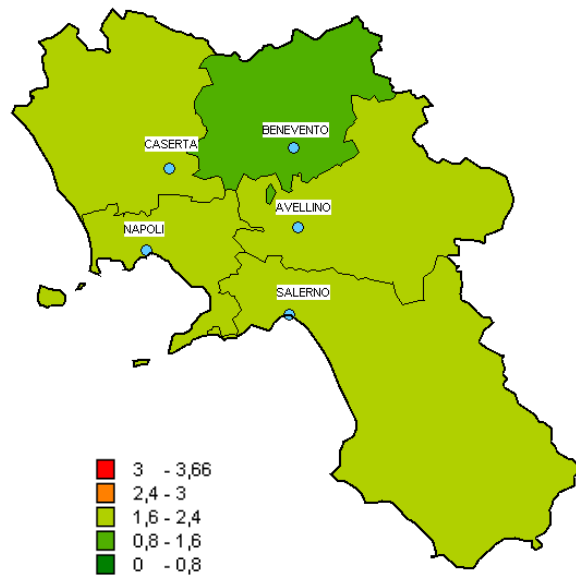 BENEVENTO
CASERTA
AVELLINO
NAPOLI
SALERNO
3 - 3,66
2,4 - 3
1,6 - 2,4
0,8 - 1,6
0 - 0,8